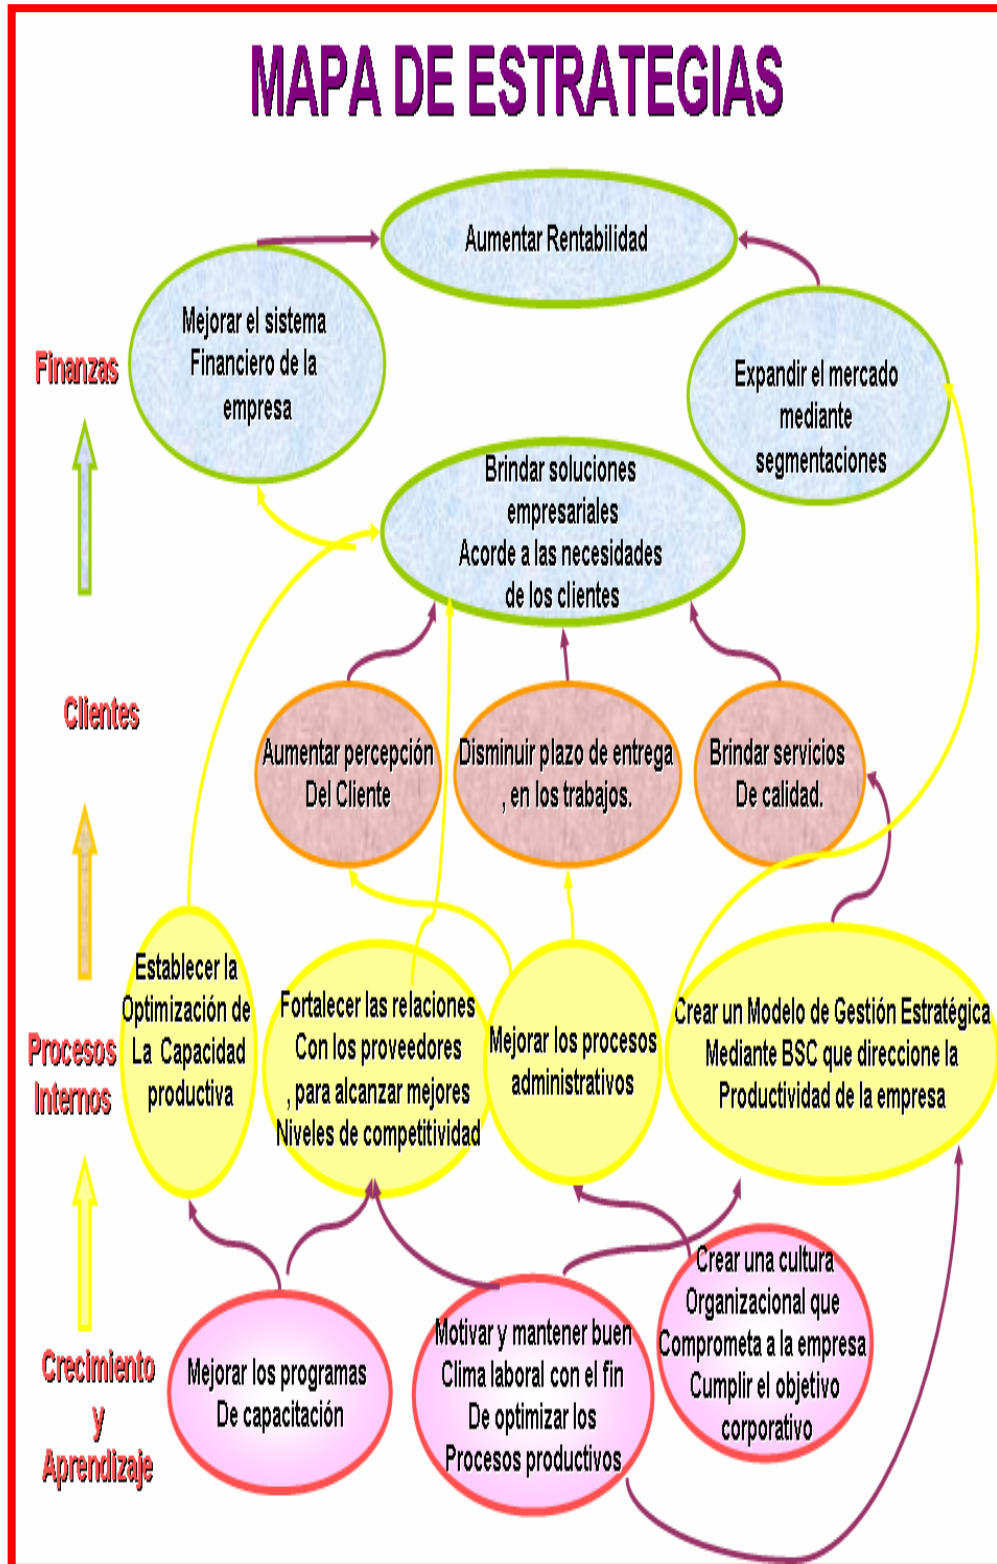 MAPA DE ESTRATEGIAS
Aumentar Rentabilidad
Mejorar el sistema
Financiero de la
empresa
Finanzas
Expandir el mercado
mediante
segmentaciones
Brindar soluciones
empresariales
Acorde a las necesidades
de los clientes
Clientes
Aumentar percepción
Del Cliente
Disminuir plazo de entrega
, en los trabajos.
Brindar servicios
De calidad.
Procesos
Internos
Establecer la
Optimización de
La Capacidad
productiva
Fortalecer las relaciones
Con los proveedores
, para alcanzar mejores
Niveles de competitividad
Mejorar los procesos
administrativos
Crear un Modelo de Gestión Estratégica
Mediante BSC que direccione la
Productividad de la empresa
Crecimiento
y
Aprendizaje
Mejorar los programas
De capacitación
Motivar y mantener buen
Clima laboral con el fin
De optimizar los
Procesos productivos
Crear una cultura
Organizacional que
Comprometa a la empresa
Cumplir el objetivo
corporativo